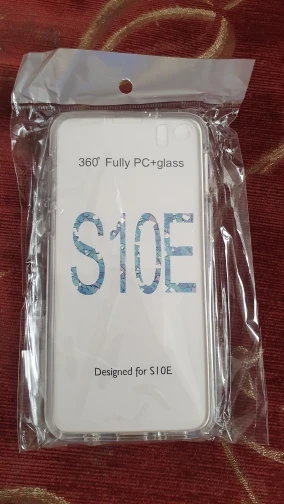 360° Fully PC+glass
S10E
Designed for S10E